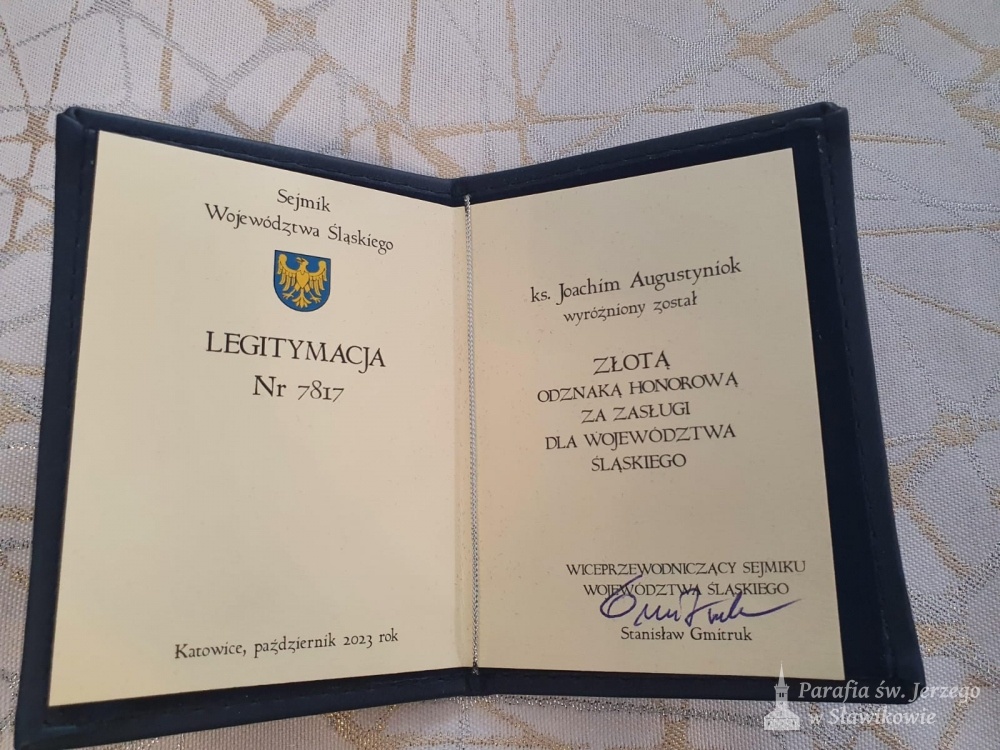 Sejmik
Województwa Śląskiego
LEGITYMACJA
Nr 7817
Katowice, październik 2023 rok
ks. Joachim Augustyniok
wyróżniony został
ZŁOTĄ
ODZNAKĄ HONOROWĄ
ZA ZASŁUGI
DLA WOJEWÓDZTWA
ŚLĄSKIEGO
WICEPRZEWODNICZĄCY SEJMIKU
WOJEWÓDZTWA ŚLĄSKIEGO
Stanisław Gmitruk
Parafia św. Jerzego
w Sławikowie